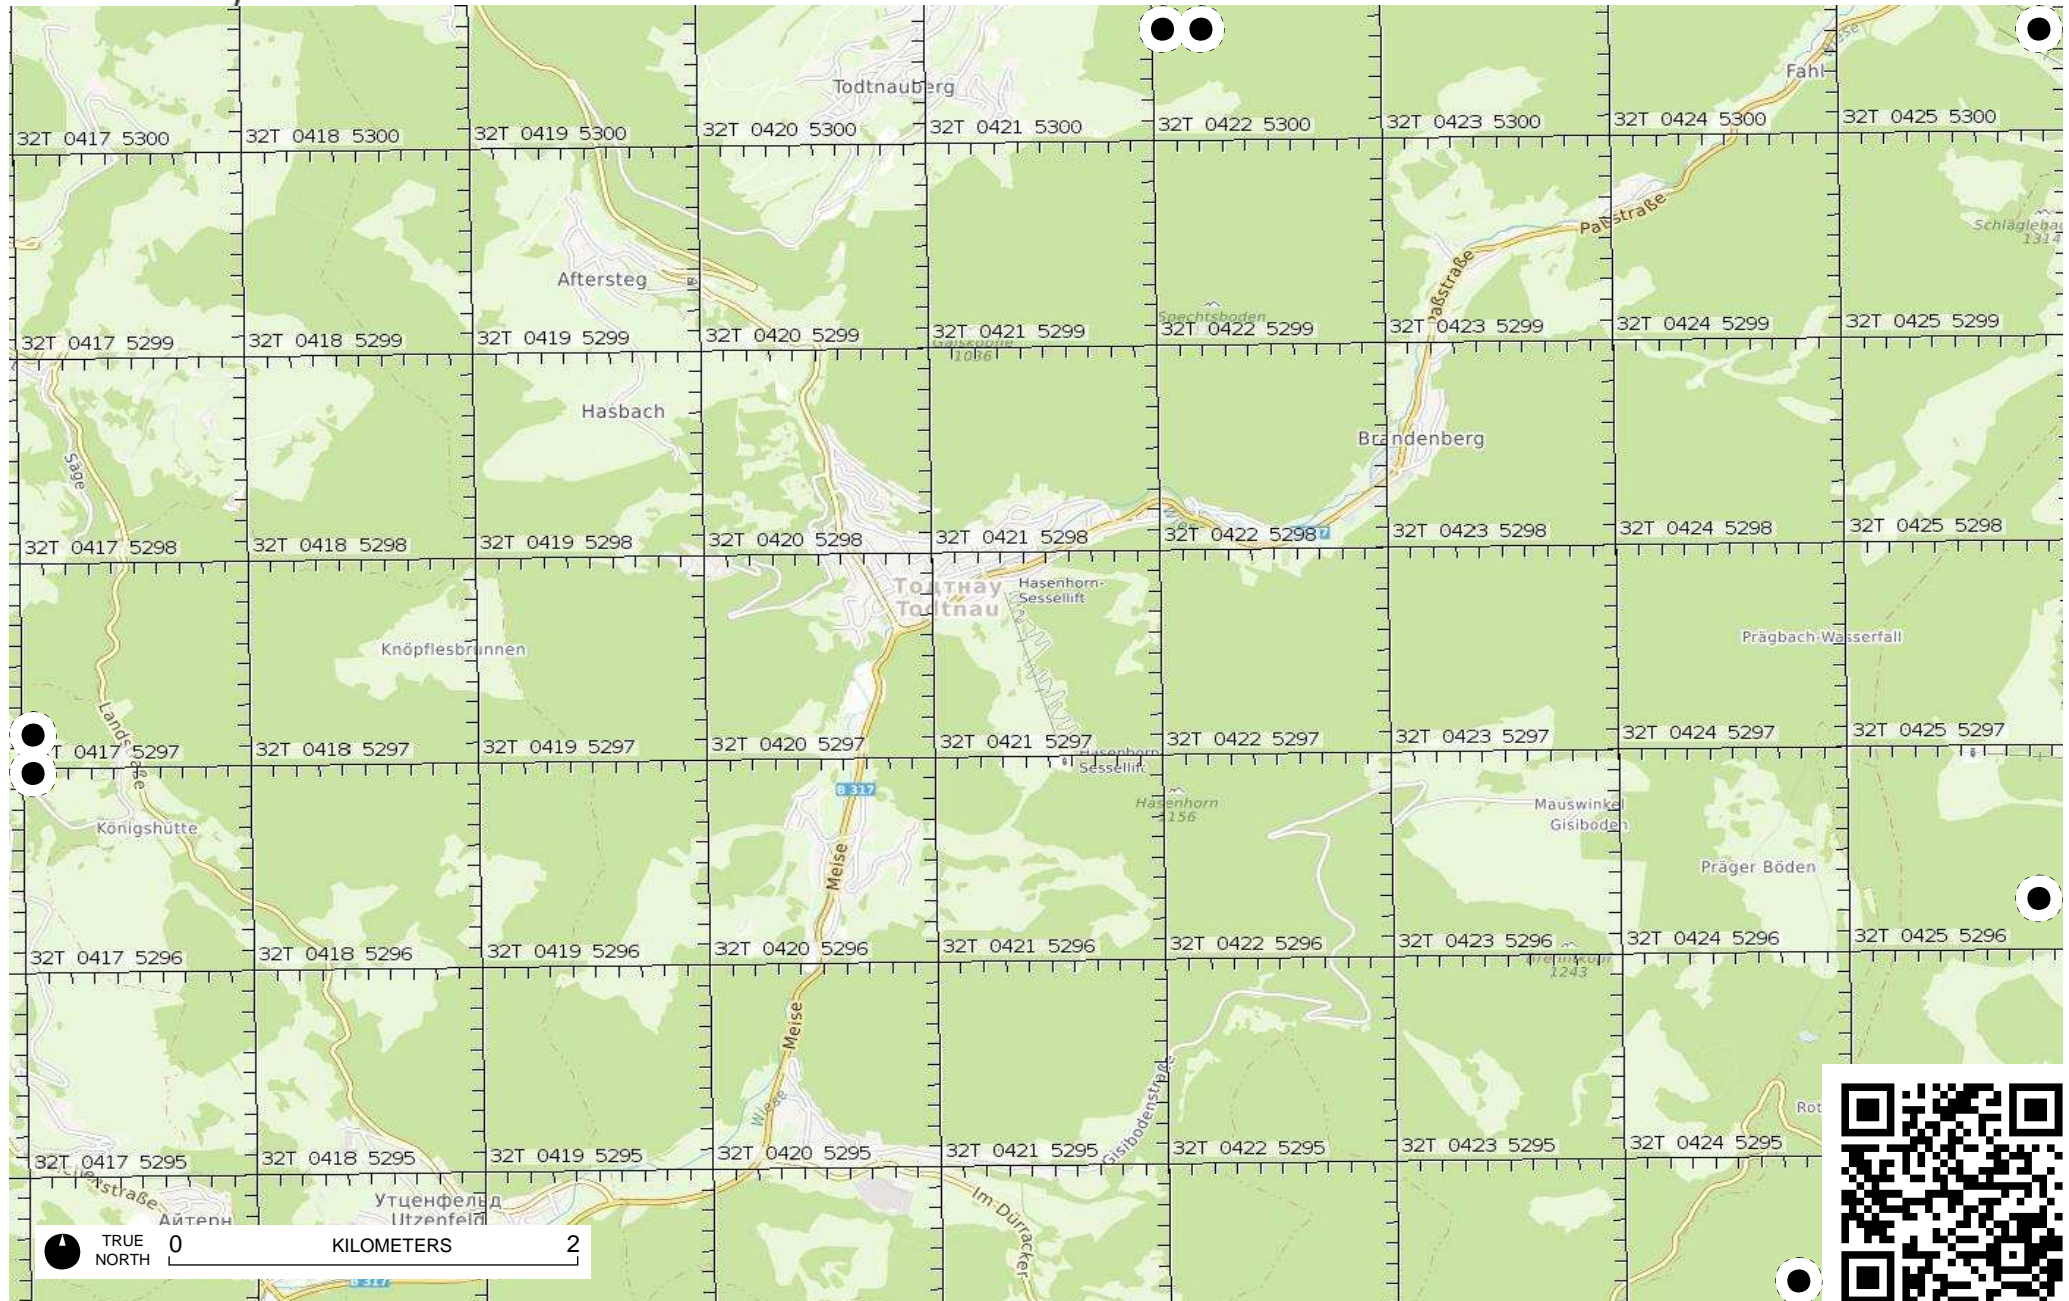 Todtnauberg
Fahl
Wiese
32T 0417 5300
32T 0418 5300
32T 0419 5300
32T 0420 5300
32T 0421 5300
32T 0422 5300
32T 0423 5300
32T 0424 5300
32T 0425 5300
Paßstraße
1314
Aftersteg
Paßstraße
Spechtsboden
32T 0417 5299
32T 0418 5299
32T 0419 5299
32T 0420 5299
32T 0421 5299
32T 0422 5299
32T 0423 5299
32T 0424 5299
32T 0425 5299
1036
Hasbach
Brandenberg
Säge
Wiese
32T 0417 5298
32T 0418 5298
32T 0419 5298
32T 0420 5298
32T 0421 5298
32T 0422 5298
32T 0423 5298
32T 0424 5298
32T 0425 5298
Тодтнау
Todtnau
Hasenhorn-
Sessellift
Knöpflesbrunnen
Prägbach-Wasserfall
Landstraße
0417 5297
32T 0418 5297
32T 0419 5297
32T 0420 5297
32T 0421 5297
32T 0422 5297
32T 0423 5297
32T 0424 5297
32T 0425 5297
Hasenhorn
Sessellift
B 317
Hasenhorn
1156
Mauswinkel
Gisiboden
Königshütte
Meise
Präger Böden
32T 0417 5296
32T 0418 5296
32T 0419 5296
32T 0420 5296
32T 0421 5296
32T 0422 5296
32T 0423 5296
32T 0424 5296
32T 0425 5296
1243
Meise
Wiese
Gisibodenstraße
Rot
32T 0417 5295
32T 0418 5295
32T 0419 5295
32T 0420 5295
32T 0421 5295
32T 0422 5295
32T 0423 5295
32T 0424 5295
Айтерн
Утценфельд
Utzenfeld
Im-Dürracker
TRUE
NORTH
0 KILOMETERS 2
B 317